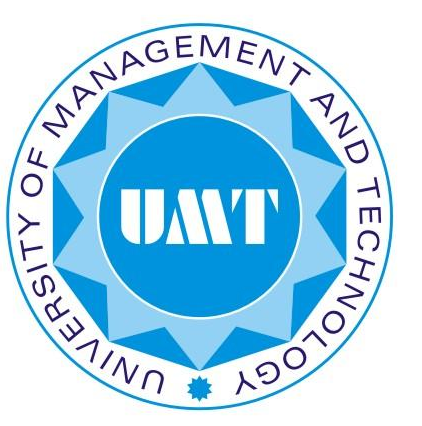 UNIVERSITY OF MANAGEMENT AND TECHNOLOGY
UMT